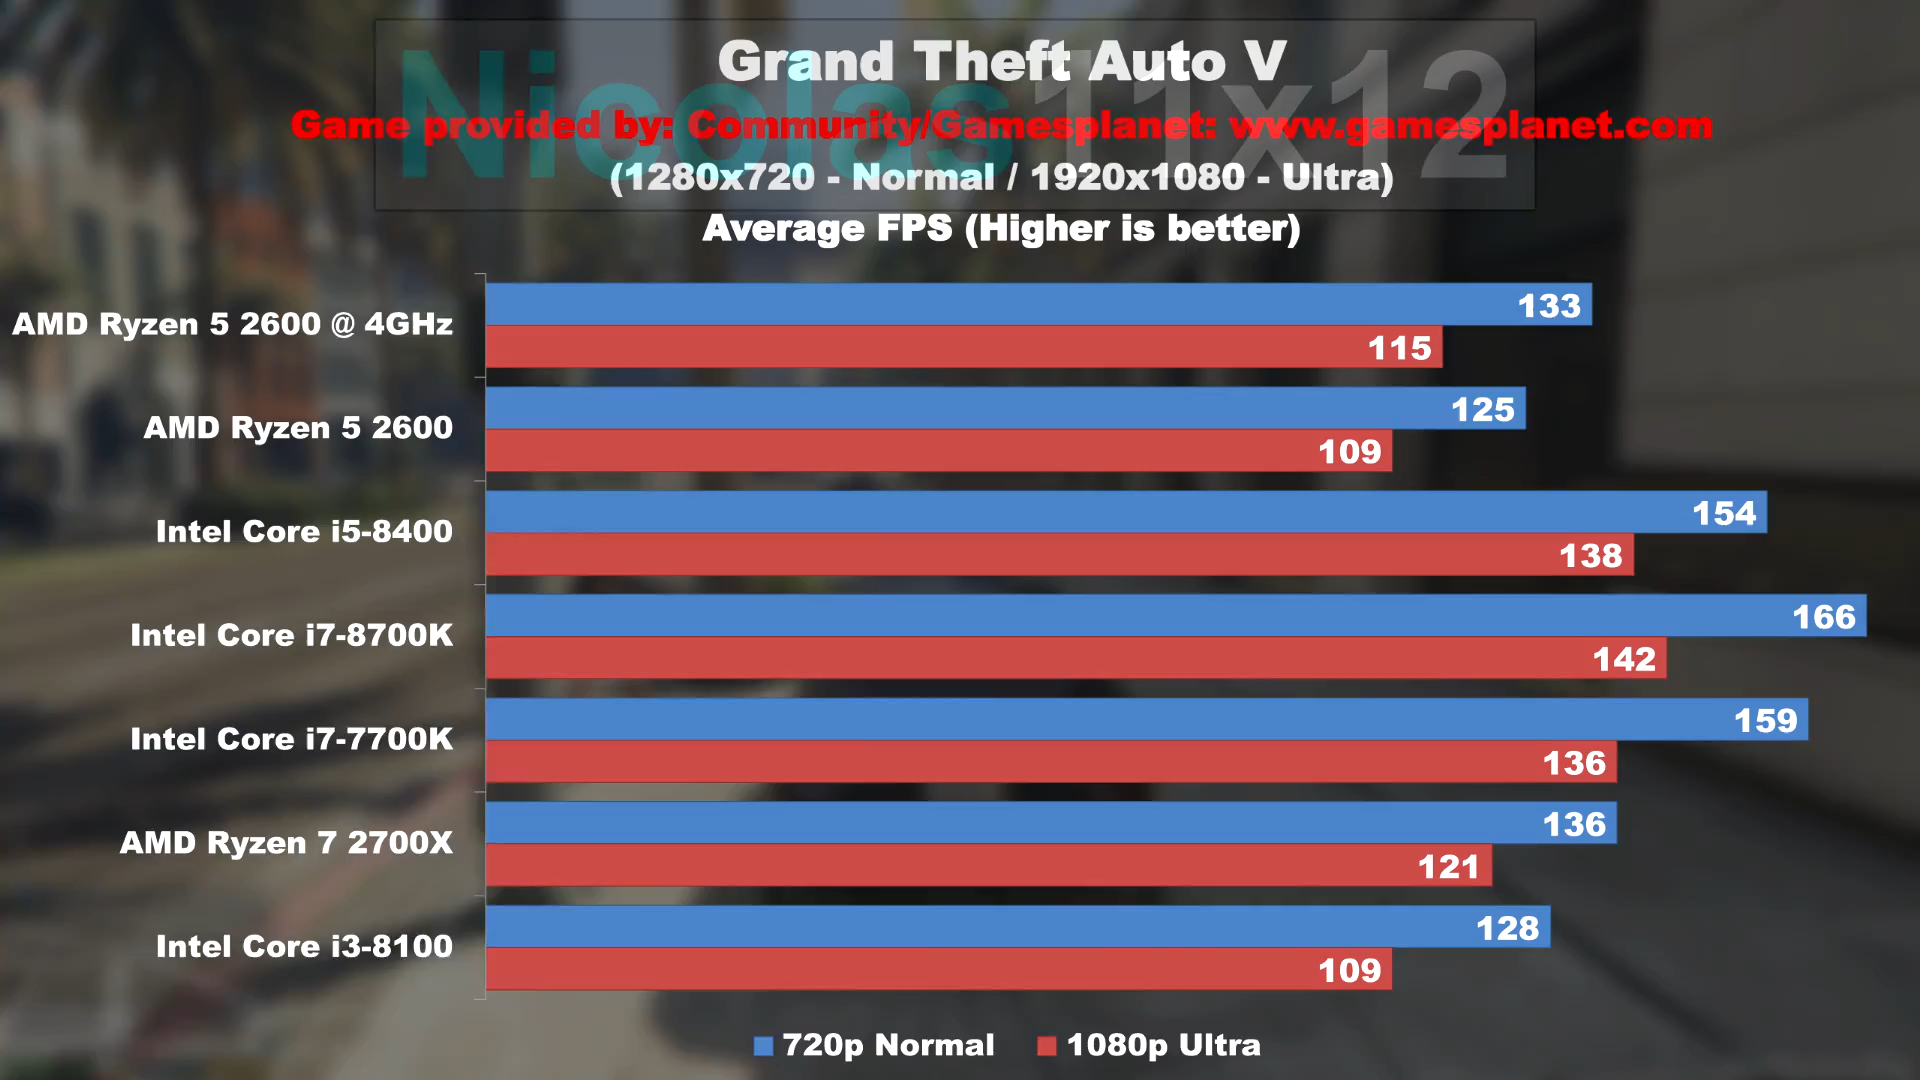 Nicolas11x12
Grand Theft Auto V
Game provided by: Community/Gamesplanet: www.gamesplanet.com
(1280x720 - Normal / 1920x1080 - Ultra)
Average FPS (Higher is better)
AMD Ryzen 5 2600 @ 4GHz
133
115
AMD Ryzen 5 2600
125
109
Intel Core i5-8400
154
138
Intel Core i7-8700K
166
142
Intel Core i7-7700K
159
136
AMD Ryzen 7 2700X
136
121
Intel Core i3-8100
128
109
720p Normal
1080p Ultra